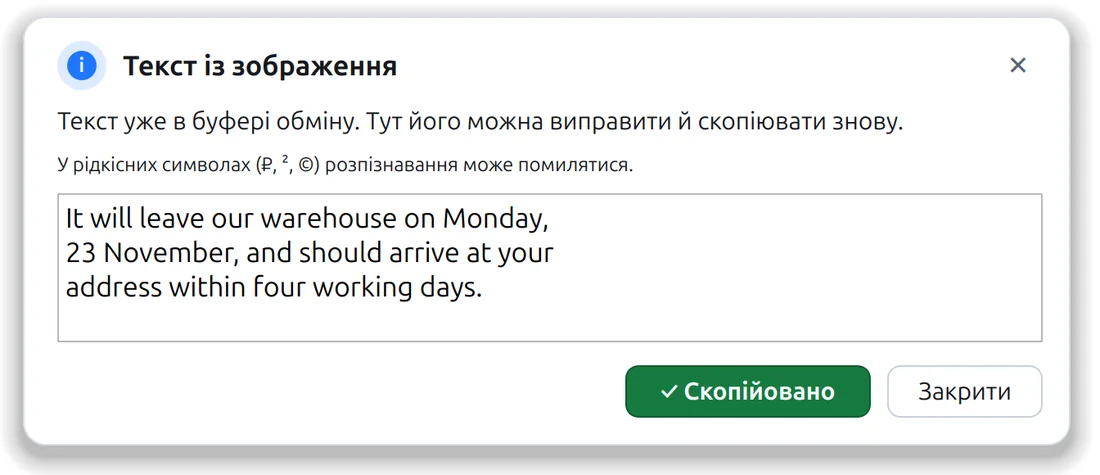 Текст із зображення
Текст уже в буфері обміну. Тут його можна виправити й скопіювати знову.
У рідкісних символах (₽, ², ©) розпізнавання може помилятися.
It will leave our warehouse on Monday,
23 November, and should arrive at your
address within four working days.
✓ Скопійовано
Закрити